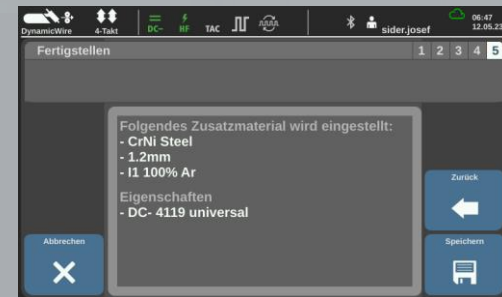 DynamicWire
4-Takt
DC-
HF
TAC
sider.josef
06:47
12.05.23
Fertigstellen
1 2 3 4 5
Folgendes Zusatzmaterial wird eingestellt:
- CrNi Steel
- 1.2mm
- I1 100% Ar
Eigenschaften
- DC- 4119 universal
Zurück
Abbrechen
Speichern